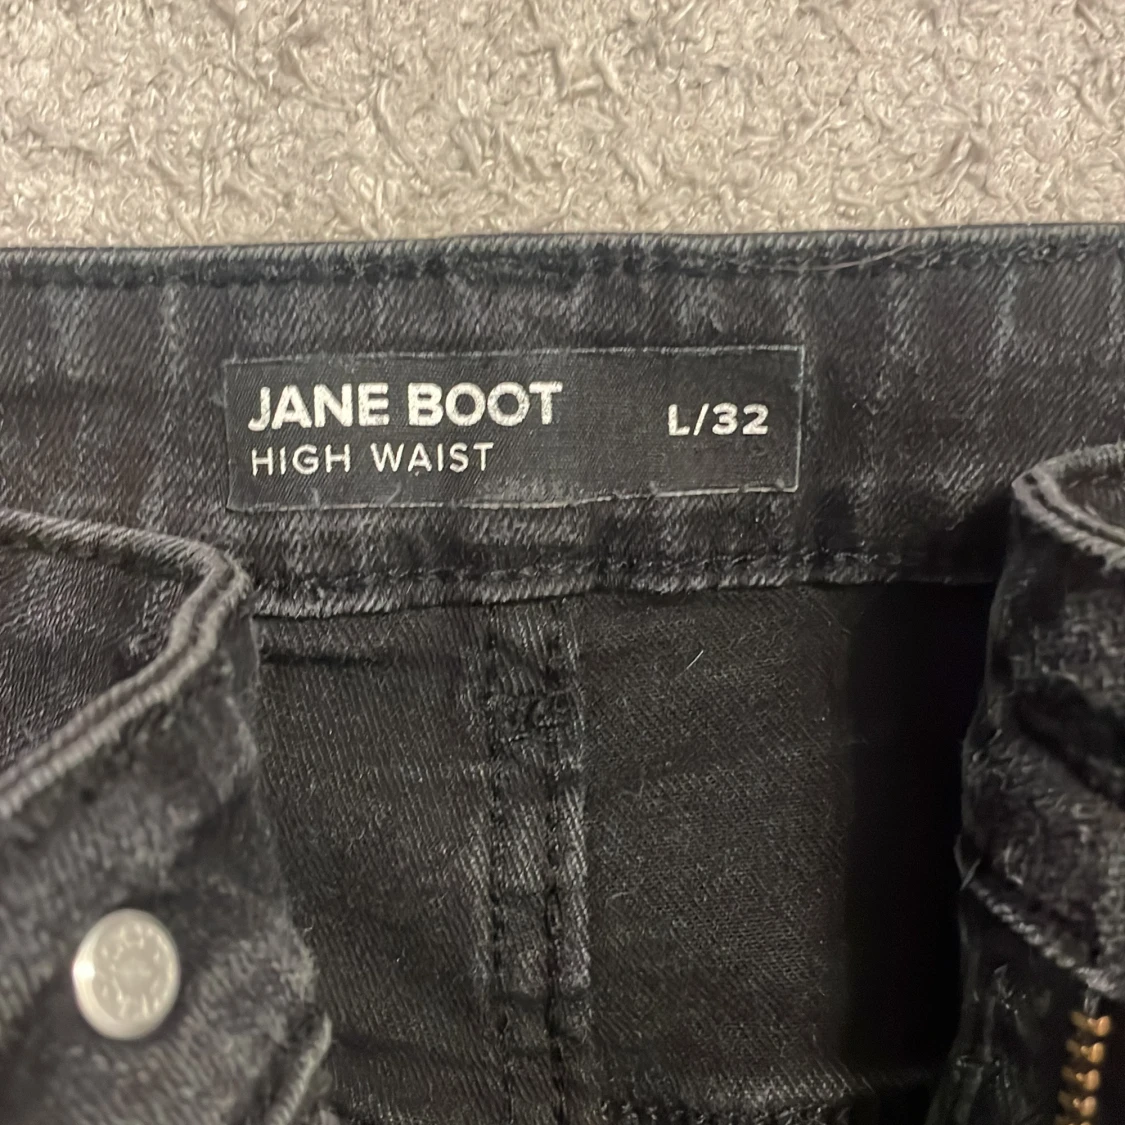 JANE BOOT
HIGH WAIST
L/32